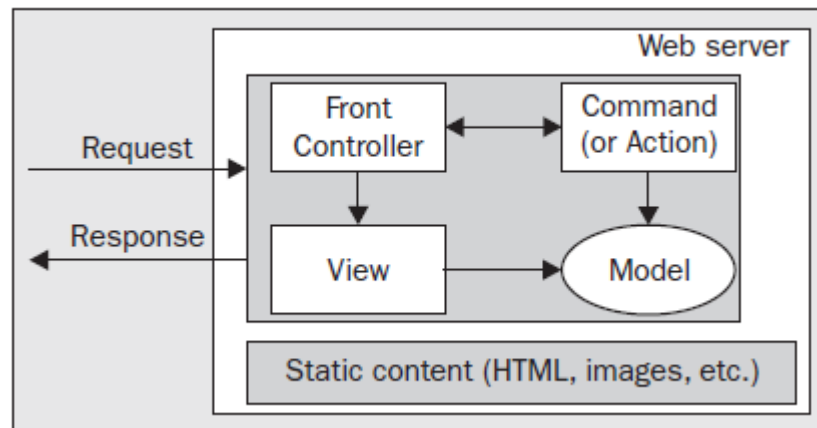 Web server
Front
Controller
Command
(or Action)
Request
Response
View
Model
Static content (HTML, images, etc.)